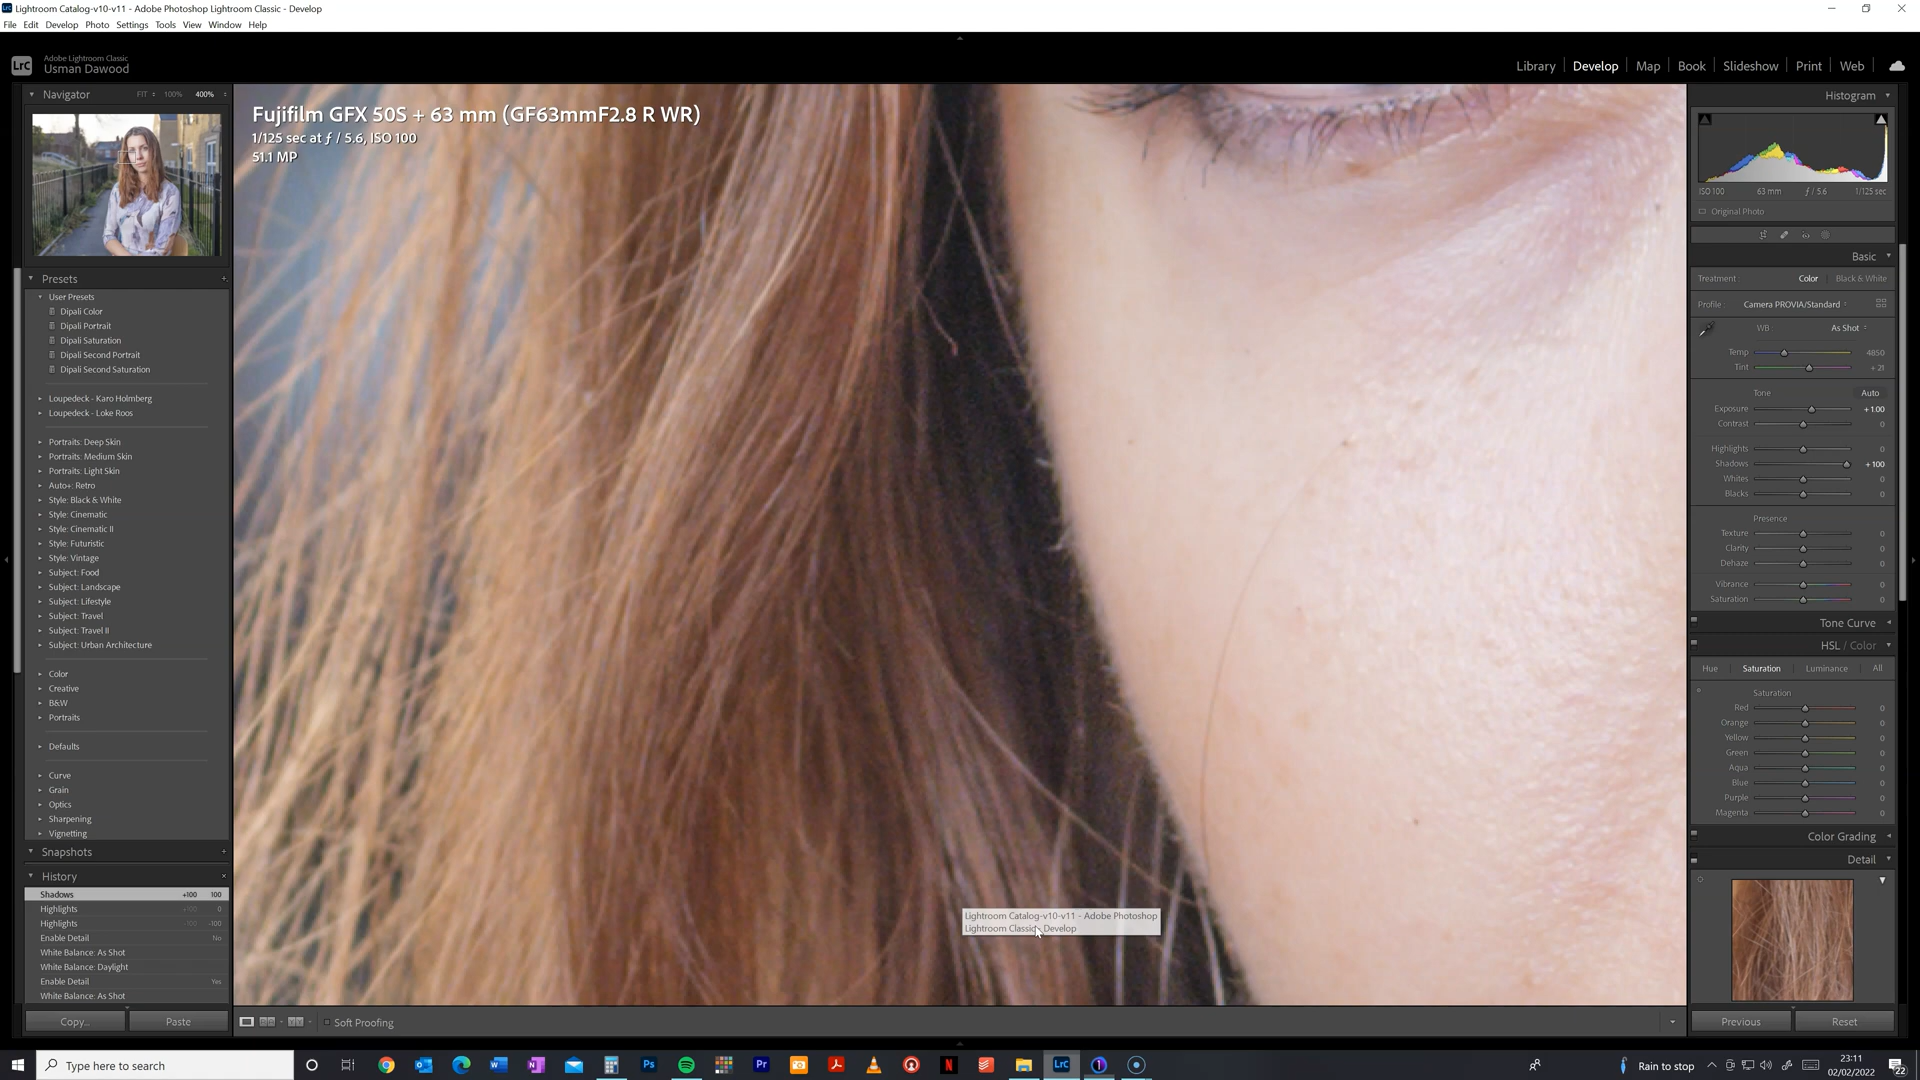 Lightroom Catalog-v10-v11 - Adobe Photoshop Lightroom Classic - Develop
File Edit Develop Photo Settings Tools View Window Help
LrC
Adobe Lightroom Classic
Usman Dawood
Library Develop Map Book Slideshow Print Web
Navigator FIT 100% 400%
Presets
User Presets
Dipali Color
Dipali Portrait
Dipali Saturation
Dipali Second Portrait
Dipali Second Saturation
Loupedeck - Karo Holmberg
Loupedeck - Loke Roos
Portraits: Deep Skin
Portraits: Medium Skin
Portraits: Light Skin
Auto+: Retro
Style: Black & White
Style: Cinematic
Style: Cinematic II
Style: Futuristic
Style: Vintage
Subject: Food
Subject: Landscape
Subject: Lifestyle
Subject: Travel
Subject: Travel II
Subject: Urban Architecture
Color
Creative
B&W
Portraits
Defaults
Curve
Grain
Optics
Sharpening
Vignetting
Snapshots
History
Shadows +100 100
Highlights +100 0
Highlights -100 -100
Enable Detail No
White Balance: As Shot
White Balance: Daylight
Enable Detail Yes
White Balance: As Shot
Copy... Paste
Fujifilm GFX 50S + 63 mm (GF63mmF2.8 R WR)
1/125 sec at ƒ / 5.6, ISO 100
51.1 MP
Lightroom Catalog-v10-v11 - Adobe Photoshop
Lightroom Classic - Develop
Soft Proofing
Histogram
ISO 100 63 mm ƒ / 5.6 1/125 sec
Original Photo
Basic
Treatment : Color Black & White
Profile : Camera PROVIA/Standard
WB : As Shot
Temp 4850
Tint + 21
Tone Auto
Exposure + 1.00
Contrast 0
Highlights 0
Shadows + 100
Whites 0
Blacks 0
Presence
Texture 0
Clarity 0
Dehaze 0
Vibrance 0
Saturation 0
Tone Curve
HSL / Color
Hue Saturation Luminance All
Saturation
Red 0
Orange 0
Yellow 0
Green 0
Aqua 0
Blue 0
Purple 0
Magenta 0
Color Grading
Detail
Previous Reset
Type here to search
Ps
Pr
LrC
Rain to stop
23:11
02/02/2022
22